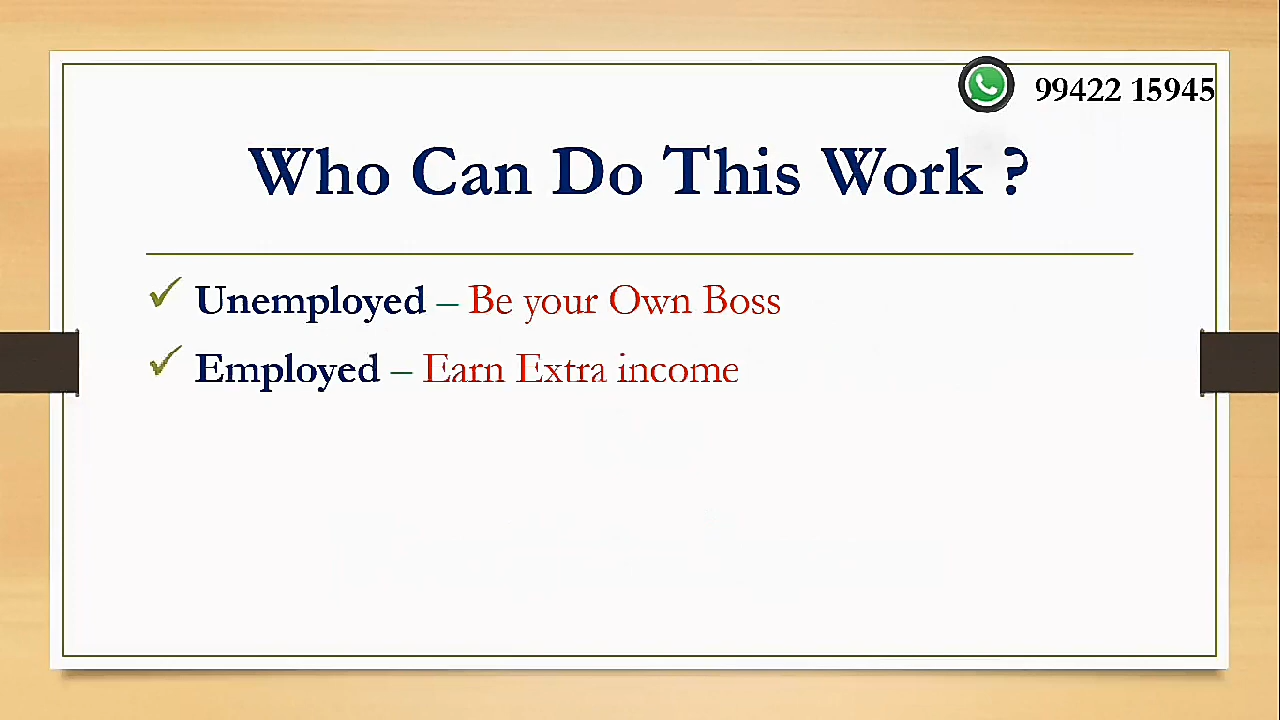 99422 15945
Who Can Do This Work ?
Unemployed – Be your Own Boss
Employed – Earn Extra income